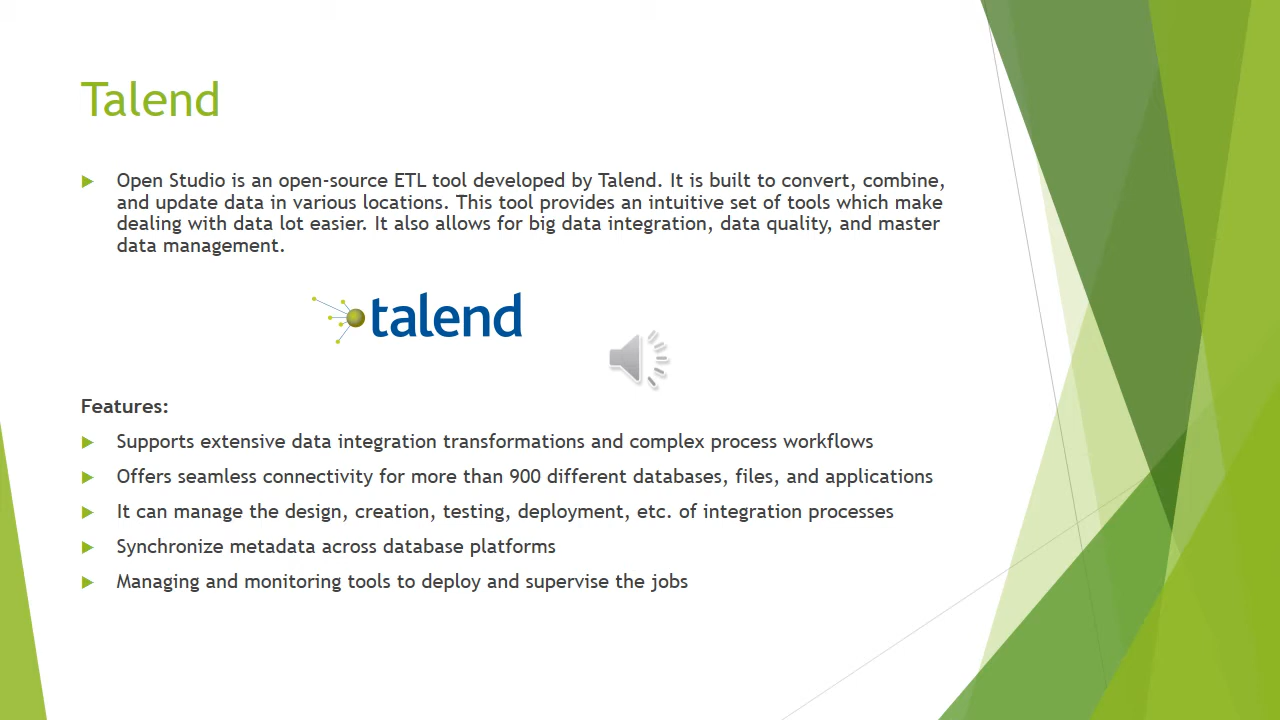 Talend
Open Studio is an open-source ETL tool developed by Talend. It is built to convert, combine,
and update data in various locations. This tool provides an intuitive set of tools which make
dealing with data lot easier. It also allows for big data integration, data quality, and master
data management.
talend
Features:
Supports extensive data integration transformations and complex process workflows
Offers seamless connectivity for more than 900 different databases, files, and applications
It can manage the design, creation, testing, deployment, etc. of integration processes
Synchronize metadata across database platforms
Managing and monitoring tools to deploy and supervise the jobs